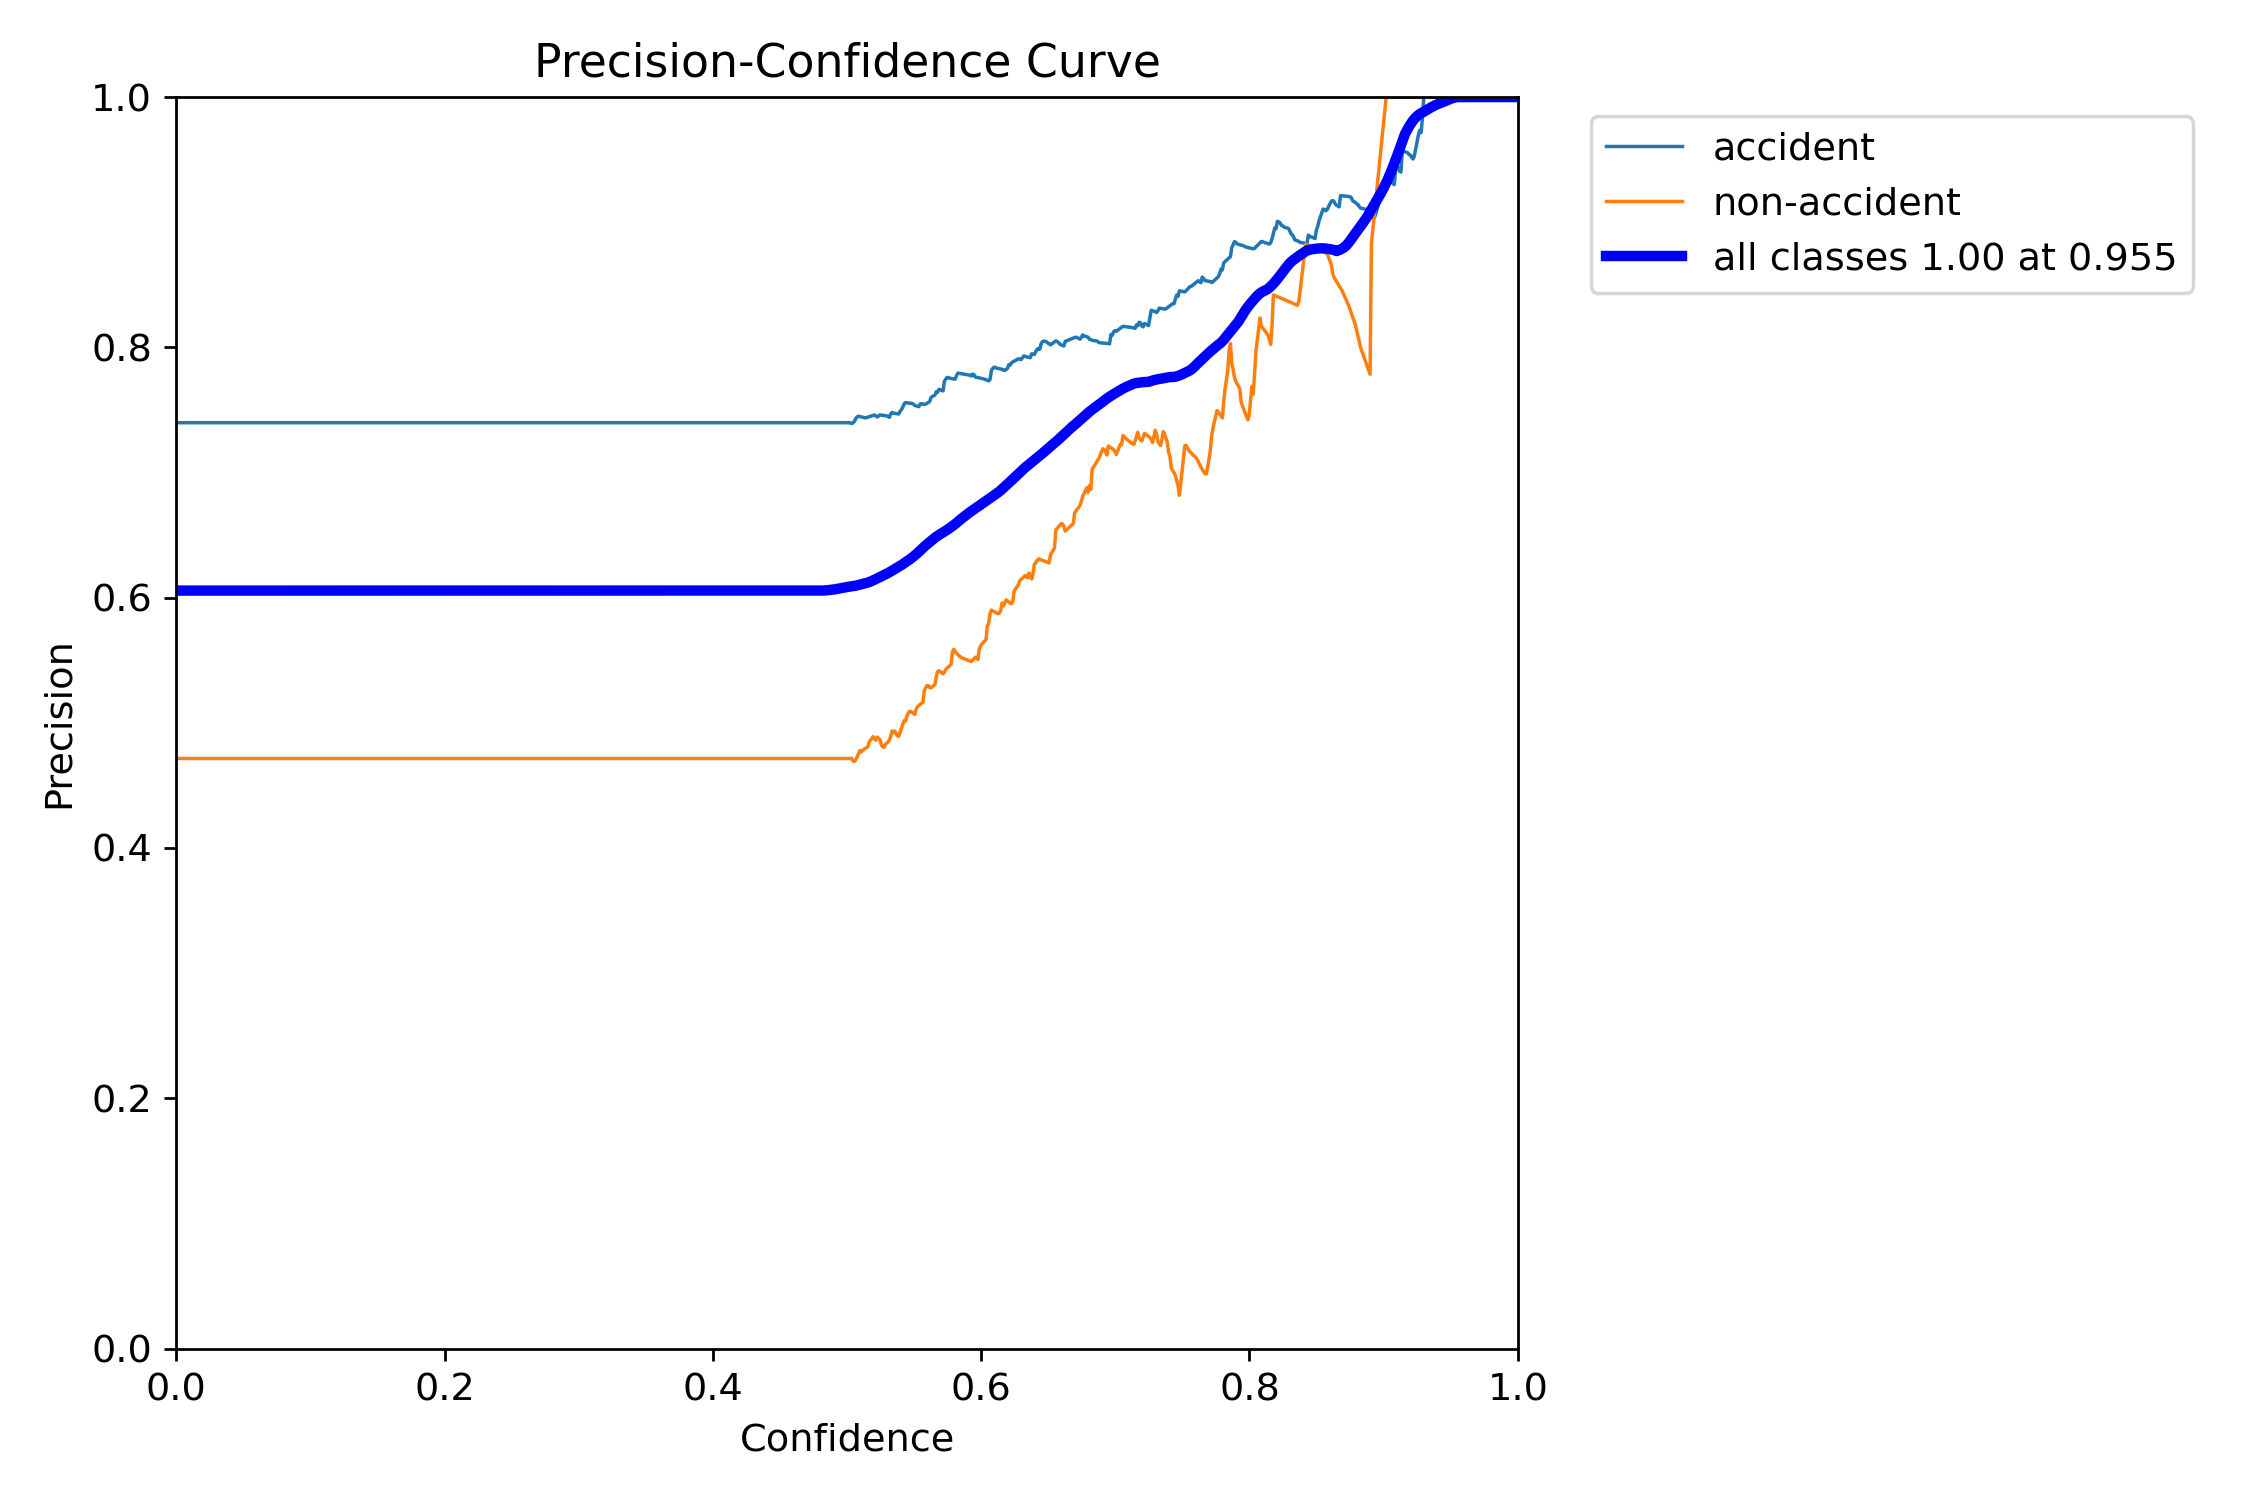 Precision-Confidence Curve
1.0
0.8
0.6
0.4
0.2
0.0
Precision
0.0 0.2 0.4 0.6 0.8 1.0
Confidence
accident
non-accident
all classes 1.00 at 0.955